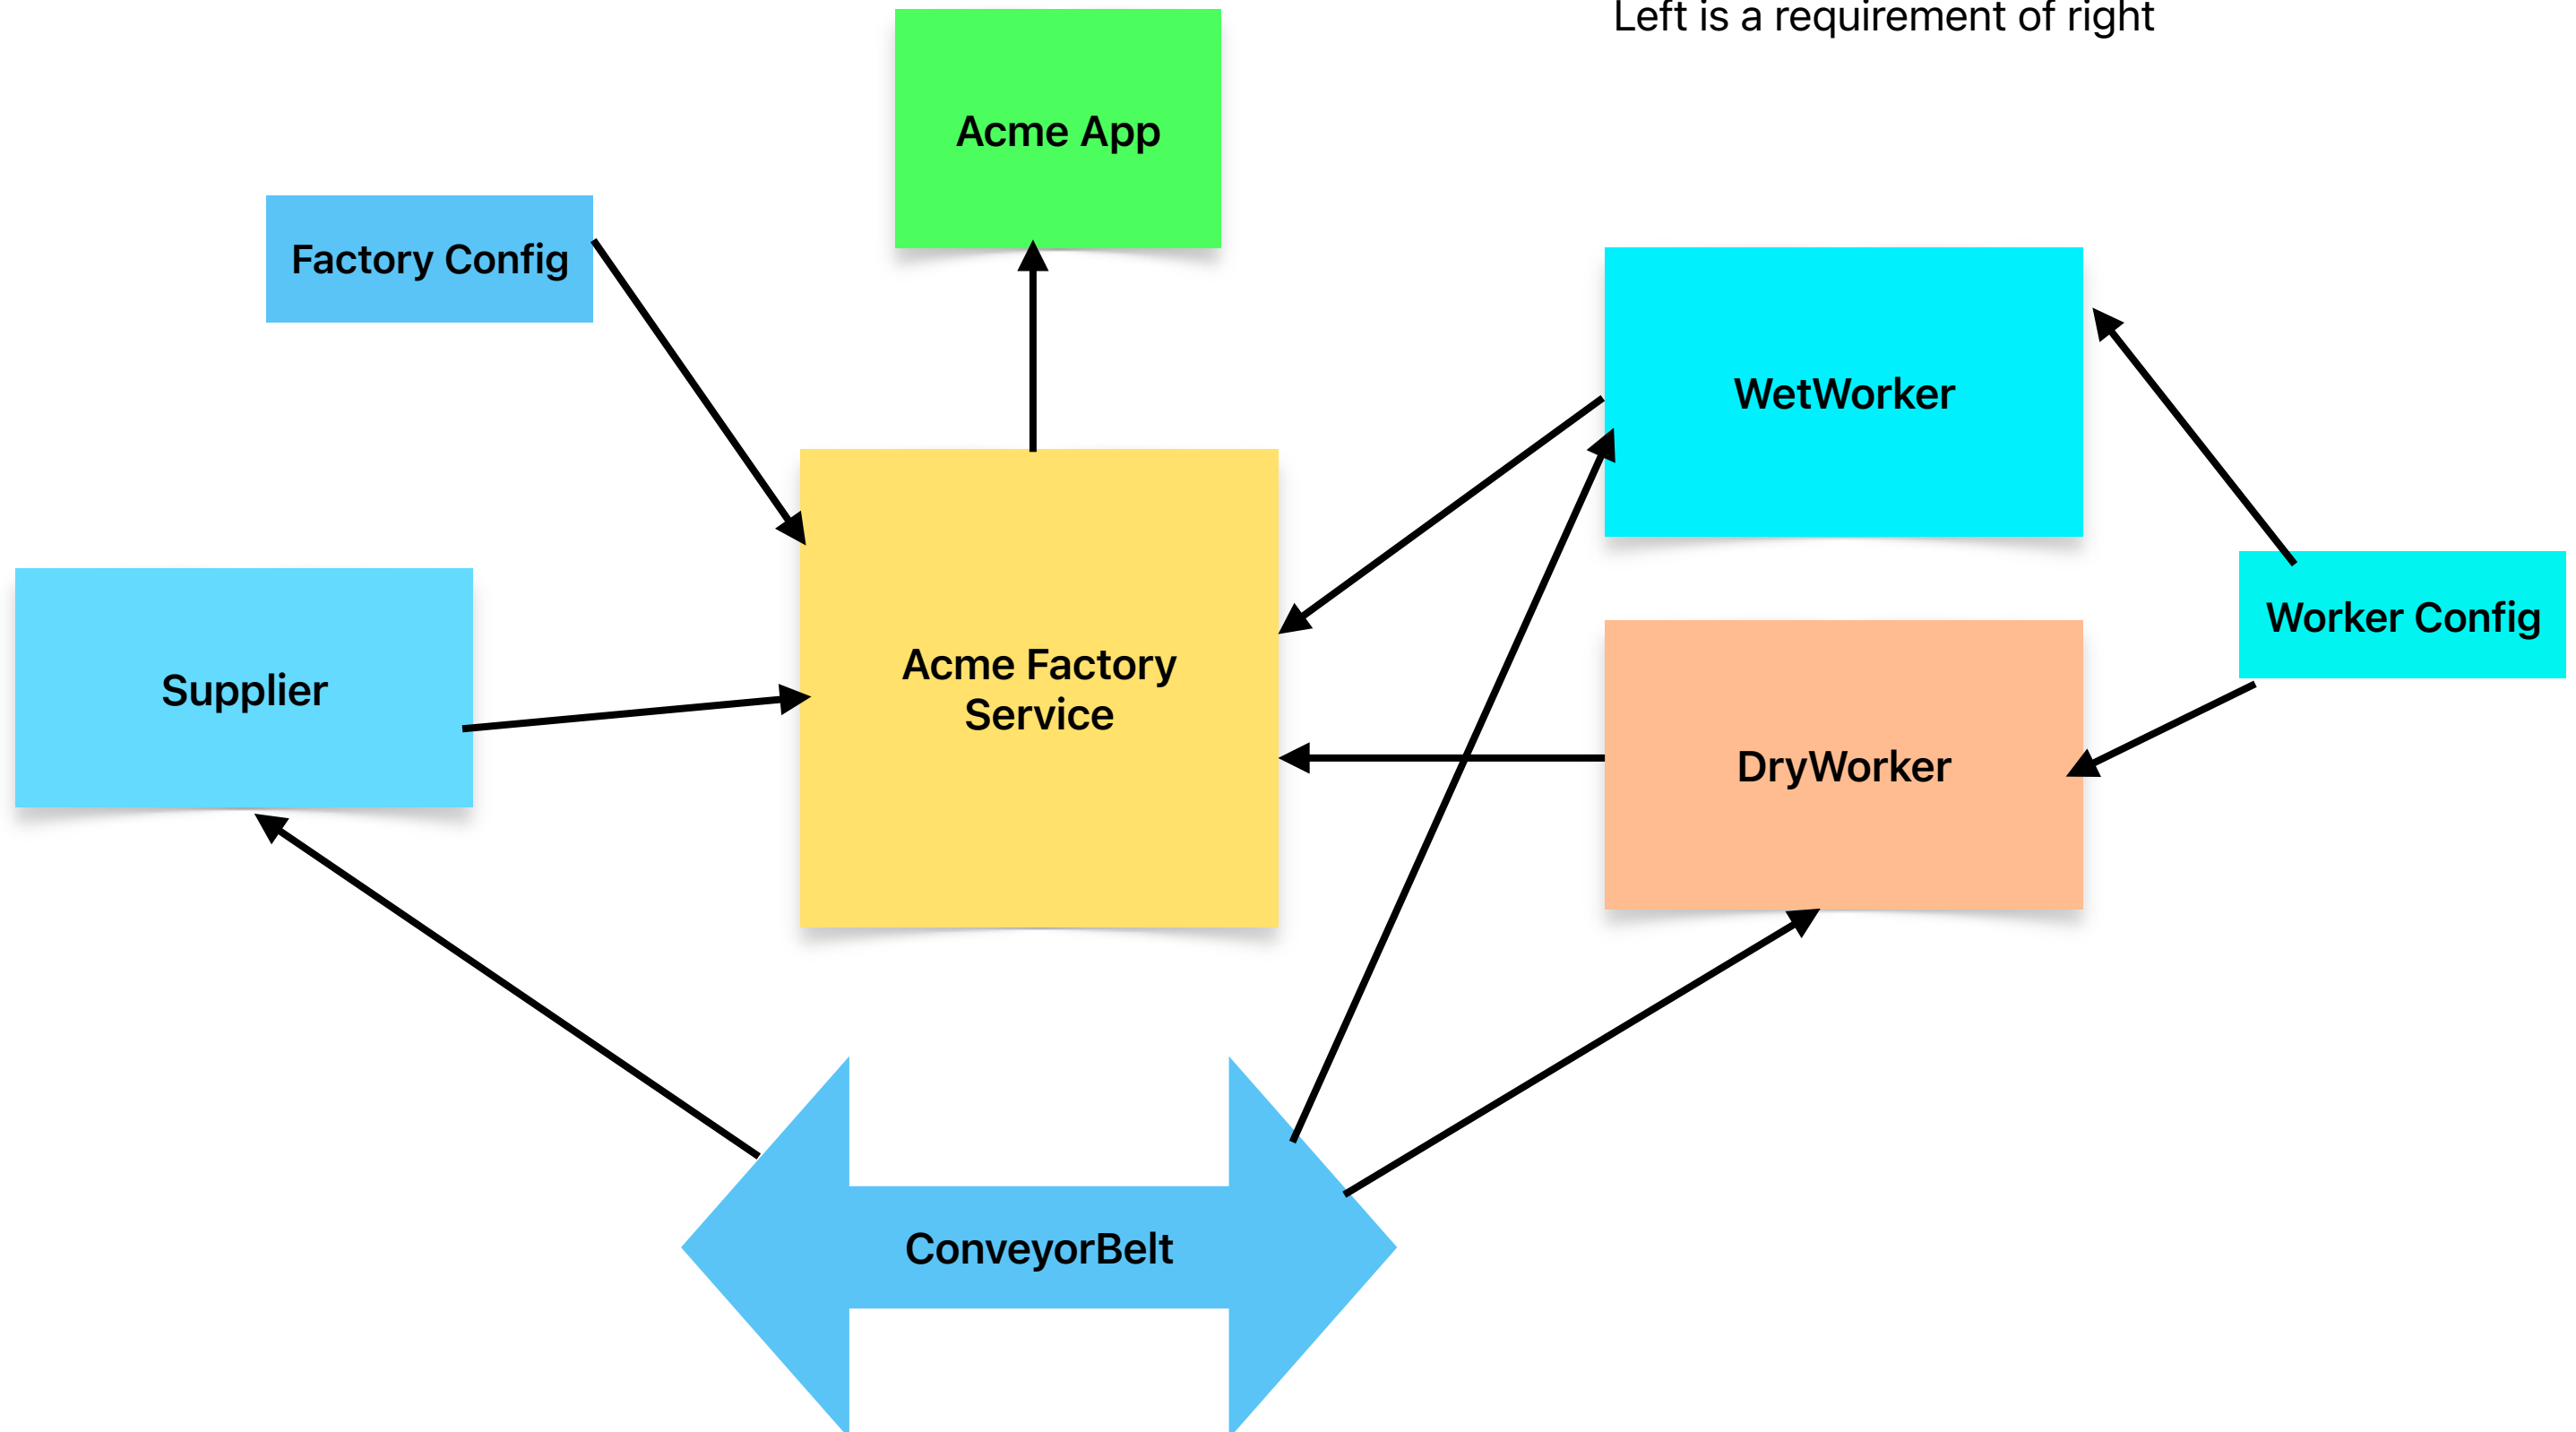 Left is a requirement of right
Acme App
Factory Config
WetWorker
Worker Config
Supplier
Acme Factory
Service
DryWorker
ConveyorBelt